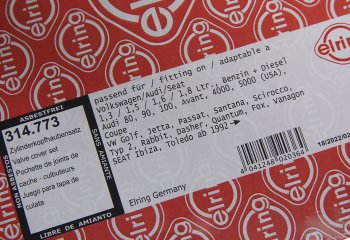 elring
ASBESTFREI
314.773
Zylinderkopfhaubensatz
Valve cover set
Pochette de joints de
cache culbuteurs
Juego para tapa de
culata
LIBRE DE AMIANTO
NON ASBESTOS
SANS AMIANTE
passend für / fitting on / adaptable a
Volkswagen/Audi/Seat
1.3 / 1,5 / 1.6 / 1.8 Ltr. Benzin + Diesel
Audi 80, 90, 100, Avant, 4000, 5000 (USA),
Coupe
VW Golf, Jetta, Passat, Santana, Scirocco,
Typ 2, Rabbit, Dasher, Quantum, Fox, Vanagon
SEAT Ibiza, Toledo ab 1992
Elring Germany
4 041248 020364
elring